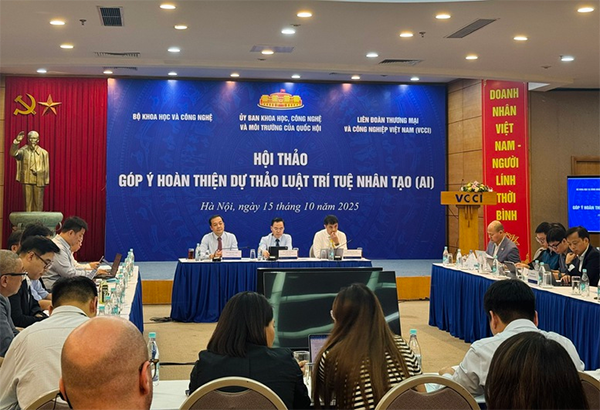 BỘ KHOA HỌC VÀ CÔNG NGHỆ
ỦY BAN KHOA HỌC, CÔNG NGHỆ
VÀ MÔI TRƯỜNG CỦA QUỐC HỘI
LIÊN ĐOÀN THƯƠNG MẠI
VÀ CÔNG NGHIỆP VIỆT NAM (VCCI)
HỘI THẢO
GÓP Ý HOÀN THIỆN DỰ THẢO LUẬT TRÍ TUỆ NHÂN TẠO (AI)
Hà Nội, ngày 15 tháng 10 năm 2025
DOANH
NHÂN
VIỆT
NAM-
NGƯỜI
LÍNH
THỜI
BÌNH
VCCI
GÓP Ý HOÀN THI